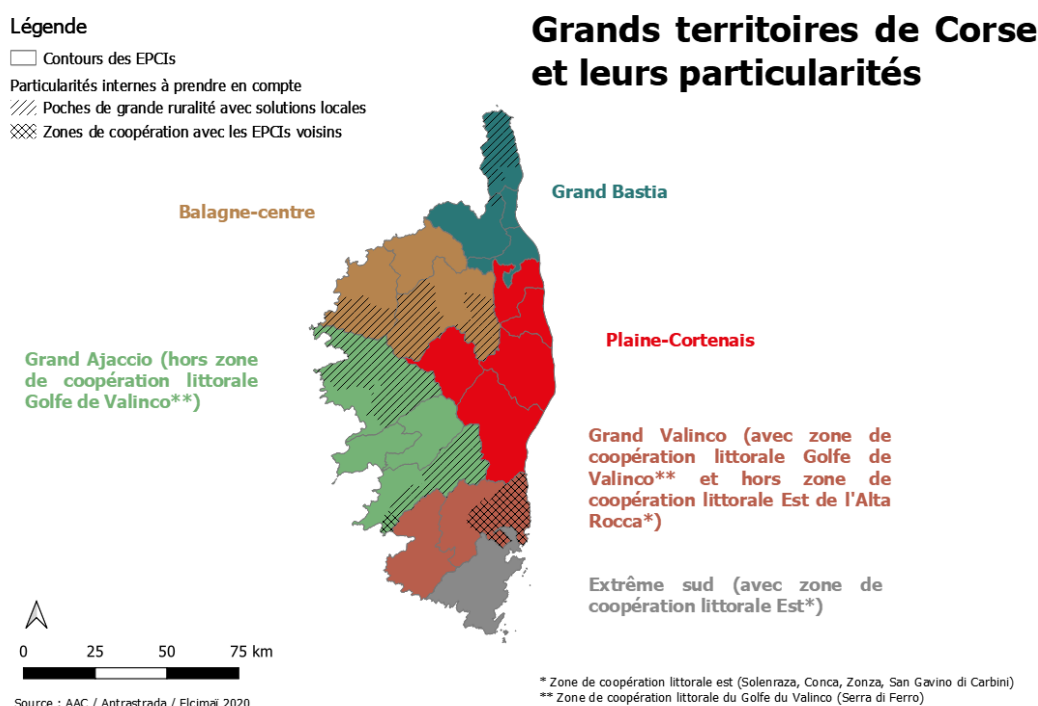 Grands territoires de Corse
et leurs particularités
Légende
Contours des EPCIs
Particularités internes à prendre en compte
Poches de grande ruralité avec solutions locales
Zones de coopération avec les EPCIs voisins
Grand Bastia
Balagne-centre
Plaine-Cortenais
Grand Ajaccio (hors zone
de coopération littorale
Golfe de Valinco**)
Grand Valinco (avec zone de
coopération littorale Golfe de
Valinco** et hors zone de
coopération littorale Est de l'Alta
Rocca*)
Extrême sud (avec zone de
coopération littorale Est*)
0 25 50 75 km
* Zone de coopération littorale est (Solenraza, Conca, Zonza, San Gavino di Carbini)
** Zone de coopération littorale du Golfe du Valinco (Serra di Ferro)
Source : AAC / Antrastrada / Elcimaï 2020